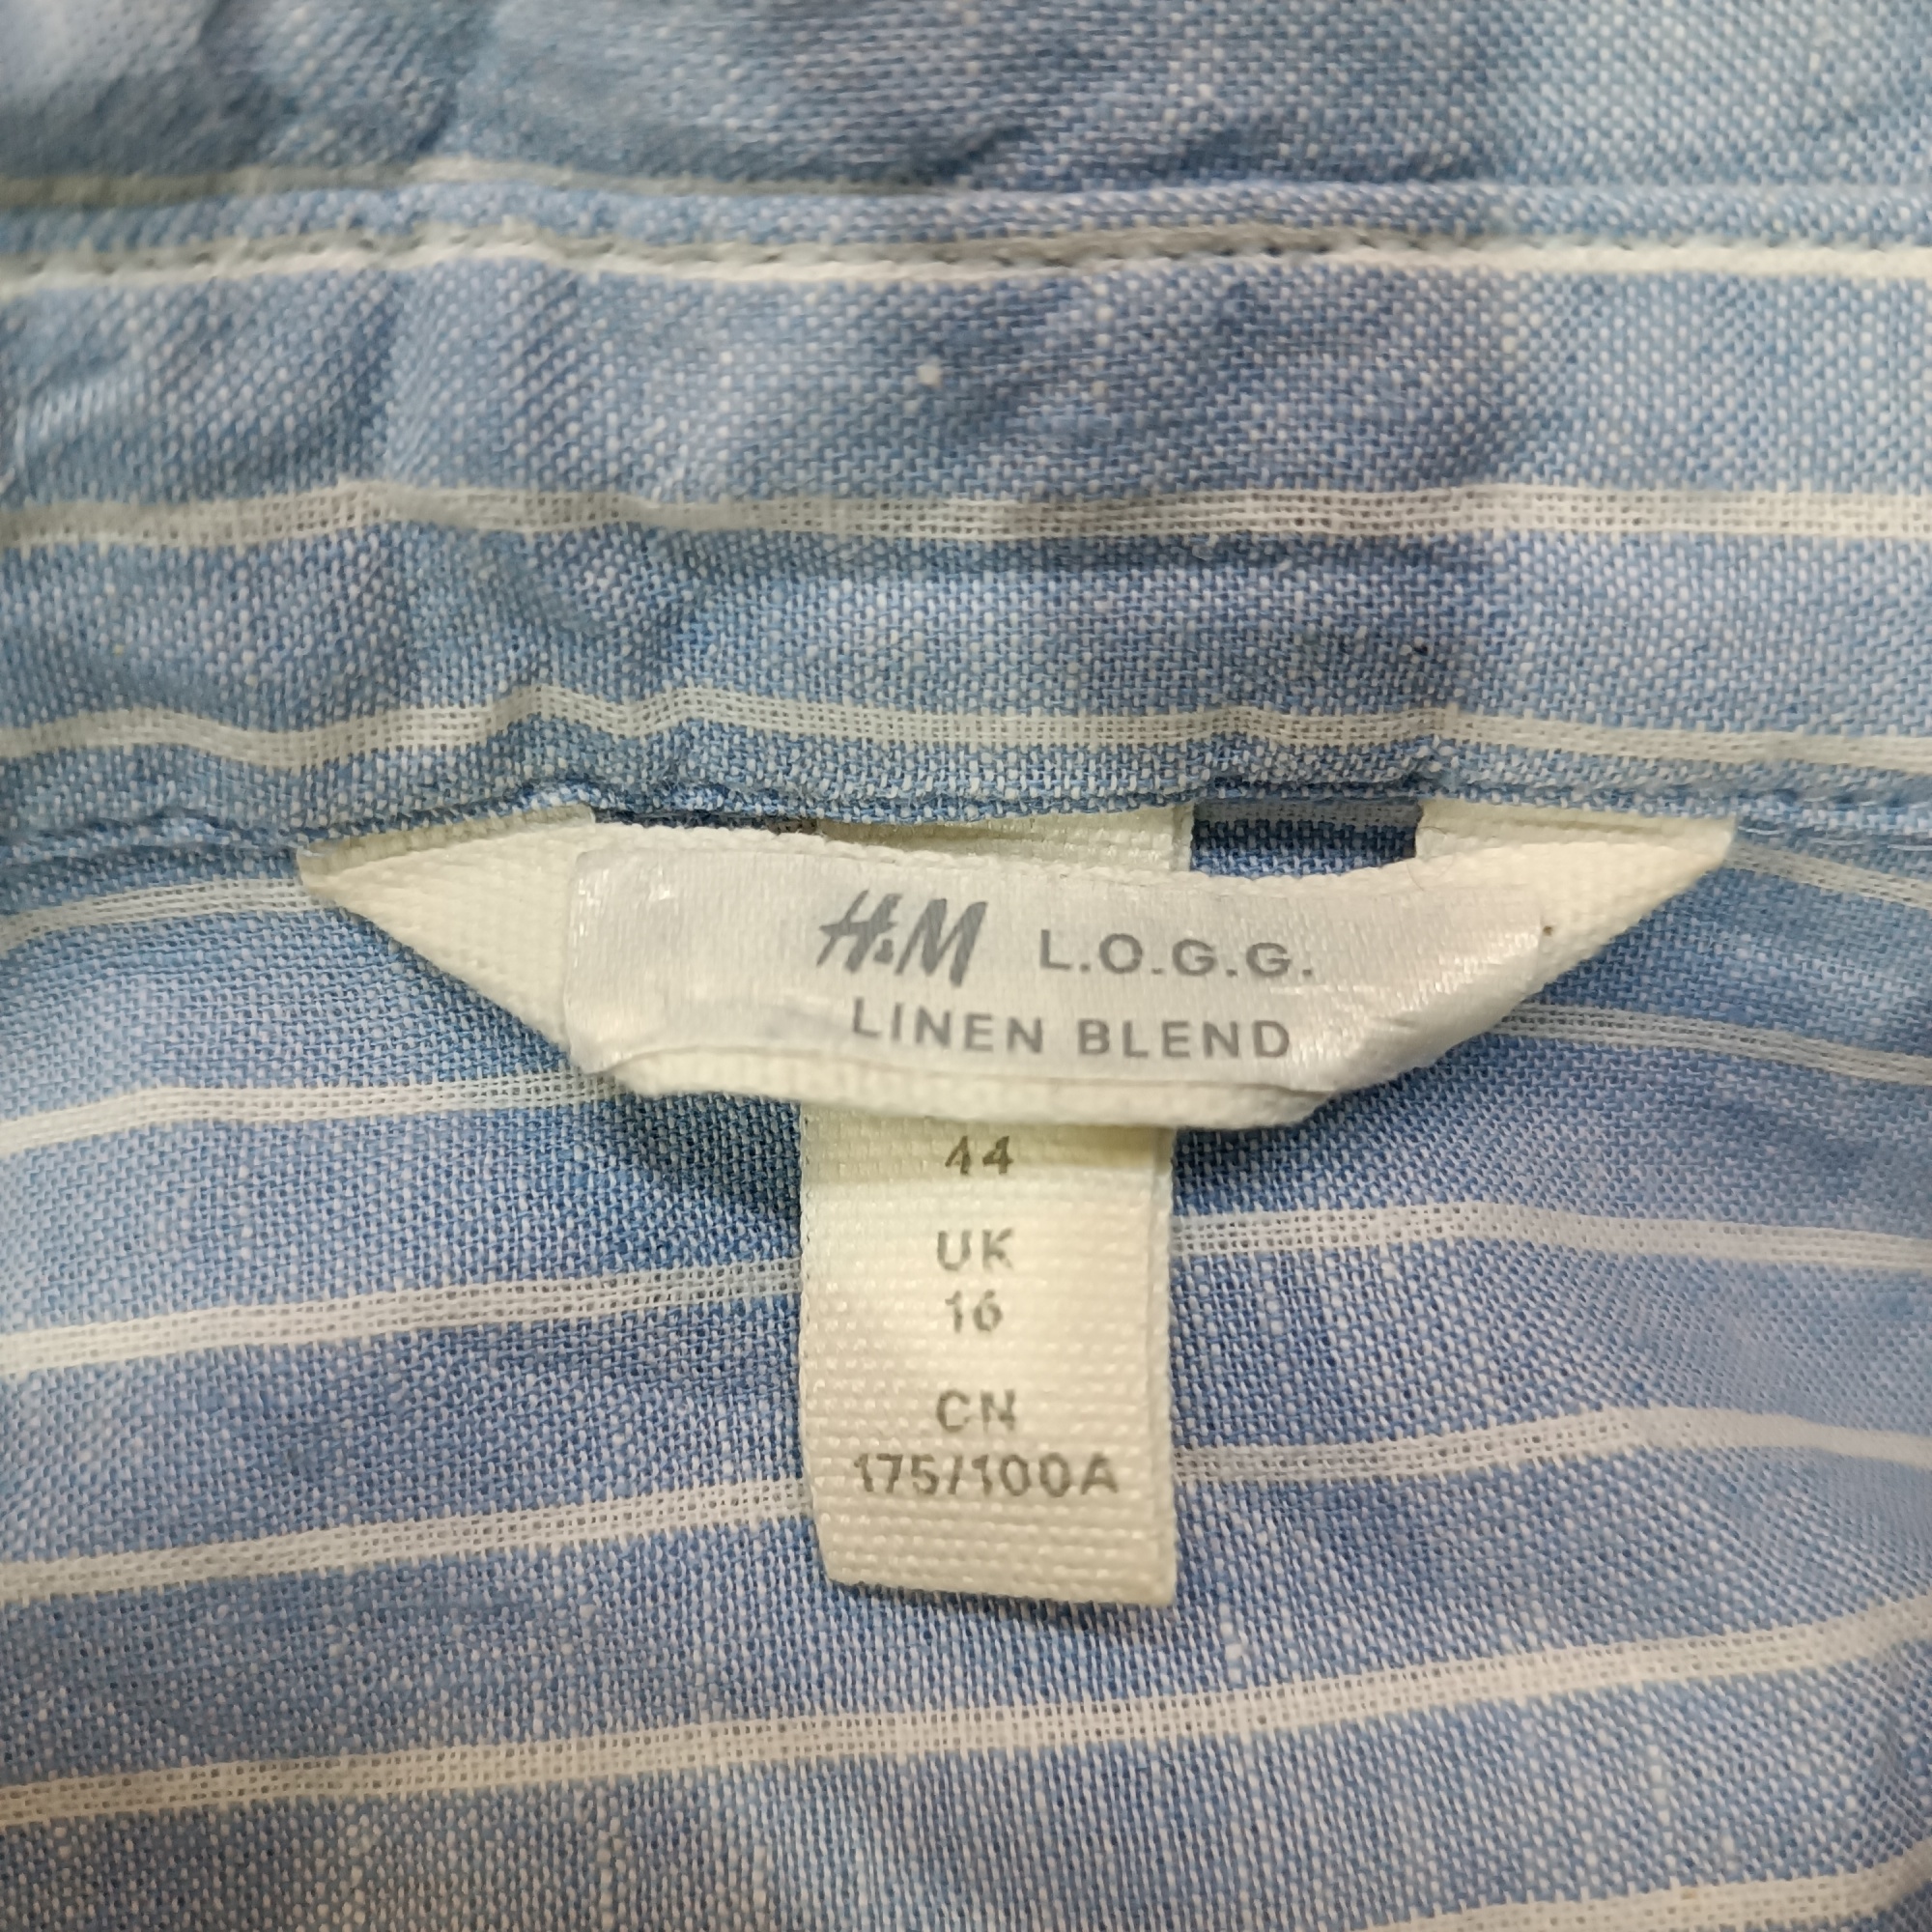 H&M L.O.G.G.
LINEN BLEND
44
UK
16
CN
175/100A